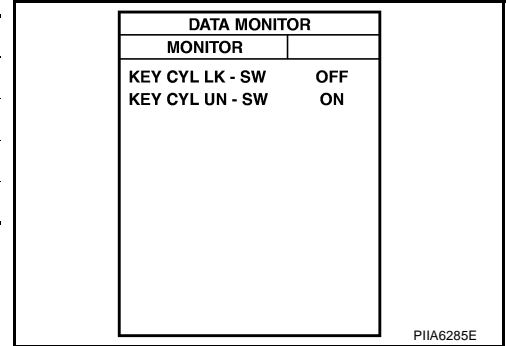 DATA MONITOR
MONITOR
KEY CYL LK - SW OFF
KEY CYL UN - SW ON
PIIA6285E